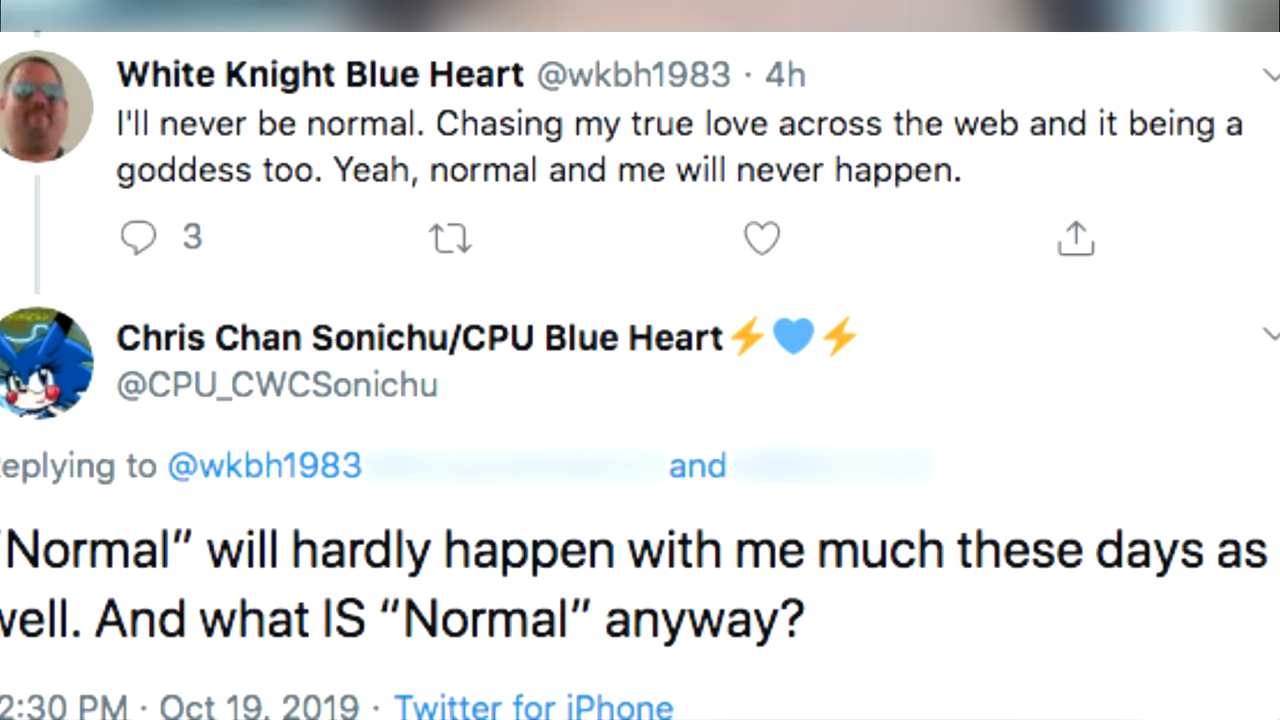 White Knight Blue Heart @wkbh1983 · 4h
I'll never be normal. Chasing my true love across the web and it being a
goddess too. Yeah, normal and me will never happen.
3
Chris Chan Sonichu/CPU Blue Heart⚡💙⚡
@CPU_CWCSonichu
eplying to @wkbh1983 and
“Normal” will hardly happen with me much these days as
well. And what IS “Normal” anyway?
2:30 PM · Oct 19, 2019 · Twitter for iPhone